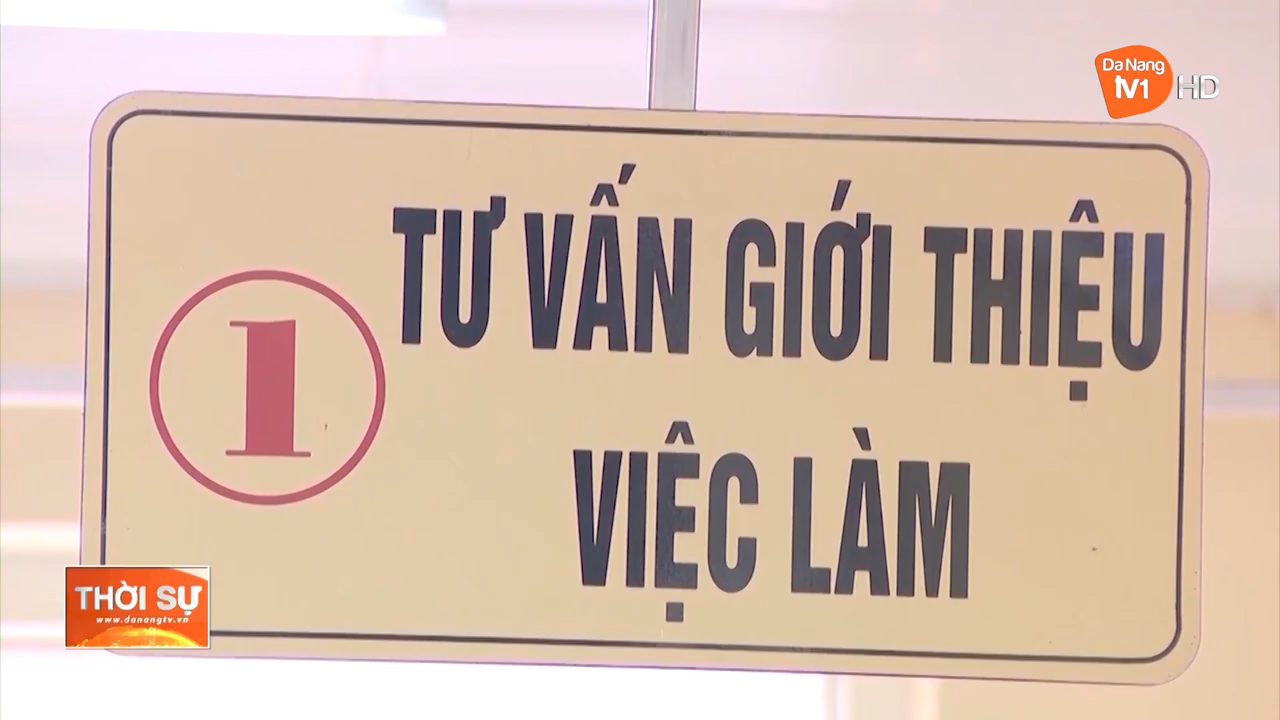 Da Nang
TV1 HD
1
TƯ VẤN GIỚI THIỆU
VIỆC LÀM
THỜI SỰ
www.danangtv.vn